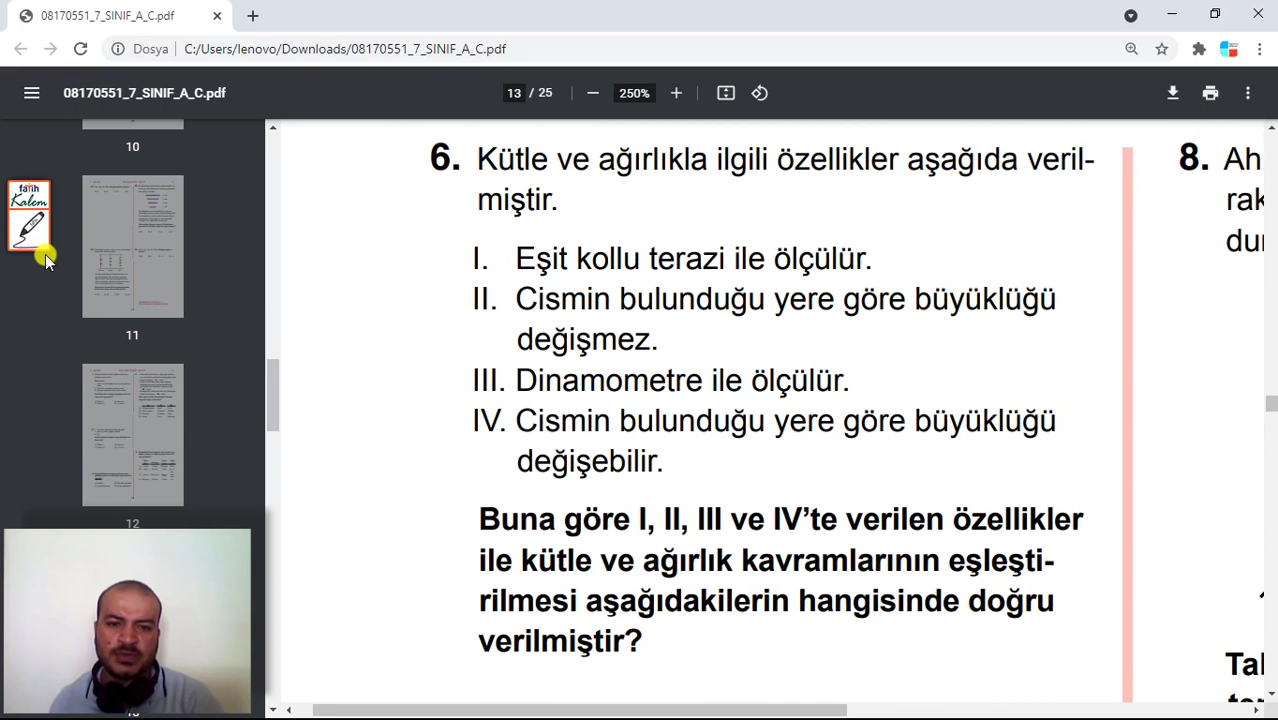 08170551_7_SINIF_A_C.pdf
Dosya
C:/Users/lenovo/Downloads/08170551_7_SINIF_A_C.pdf
08170551_7_SINIF_A_C.pdf
13 / 25
250%
10
11
12
fatih
Kalem
6. Kütle ve ağırlıkla ilgili özellikler aşağıda veril-
miştir.
I. Eşit kollu terazi ile ölçülür.
II. Cismin bulunduğu yere göre büyüklüğü
değişmez.
III. Dinamometre ile ölçülür.
IV. Cismin bulunduğu yere göre büyüklüğü
değişebilir.
Buna göre I, II, III ve IV’te verilen özellikler
ile kütle ve ağırlık kavramlarının eşleşti-
rilmesi aşağıdakilerin hangisinde doğru
verilmiştir?
8. Ah
rak
dur
Tal